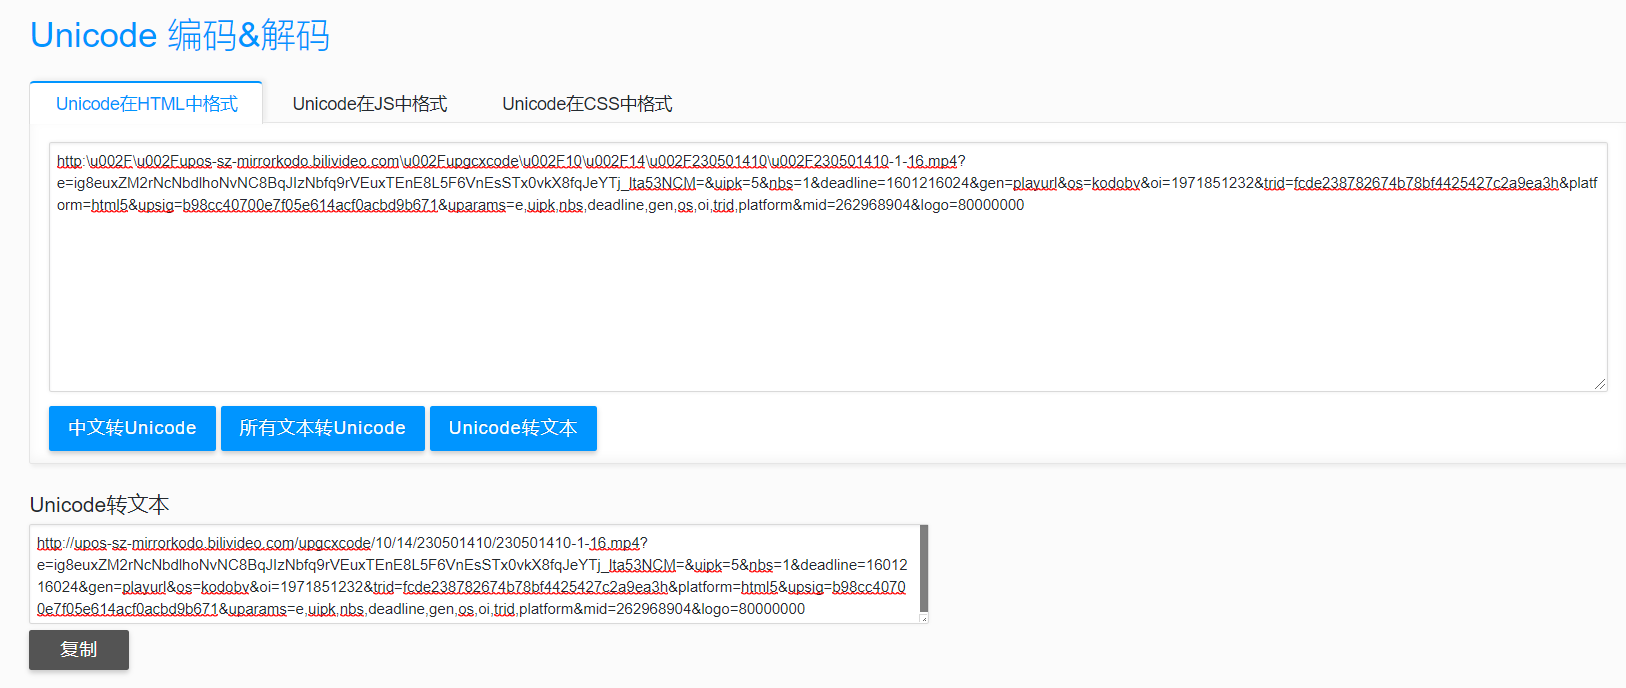 Unicode 编码&解码
Unicode在HTML中格式 Unicode在JS中格式 Unicode在CSS中格式
http:\u002F\u002Fupos-sz-mirrorkodo.bilivideo.com\u002Fupgcxcode\u002F10\u002F14\u002F230501410\u002F230501410-1-16.mp4?
e=ig8euxZM2rNcNbdlhoNvNC8BqJIzNbfq9rVEuxTEnE8L5F6VnEsSTx0vkX8fqJeYTj_lta53NCM=&uipk=5&nbs=1&deadline=1601216024&gen=playurl&os=kodobv&oi=1971851232&trid=fcde238782674b78bf4425427c2a9ea3h&platf
orm=html5&upsig=b98cc40700e7f05e614acf0acbd9b671&uparams=e,uipk,nbs,deadline,gen,os,oi,trid,platform&mid=262968904&logo=80000000
中文转Unicode 所有文本转Unicode Unicode转文本
Unicode转文本
http://upos-sz-mirrorkodo.bilivideo.com/upgcxcode/10/14/230501410/230501410-1-16.mp4?
e=ig8euxZM2rNcNbdlhoNvNC8BqJIzNbfq9rVEuxTEnE8L5F6VnEsSTx0vkX8fqJeYTj_lta53NCM=&uipk=5&nbs=1&deadline=1601
216024&gen=playurl&os=kodobv&oi=1971851232&trid=fcde238782674b78bf4425427c2a9ea3h&platform=html5&upsig=b98cc4070
0e7f05e614acf0acbd9b671&uparams=e,uipk,nbs,deadline,gen,os,oi,trid,platform&mid=262968904&logo=80000000
复制